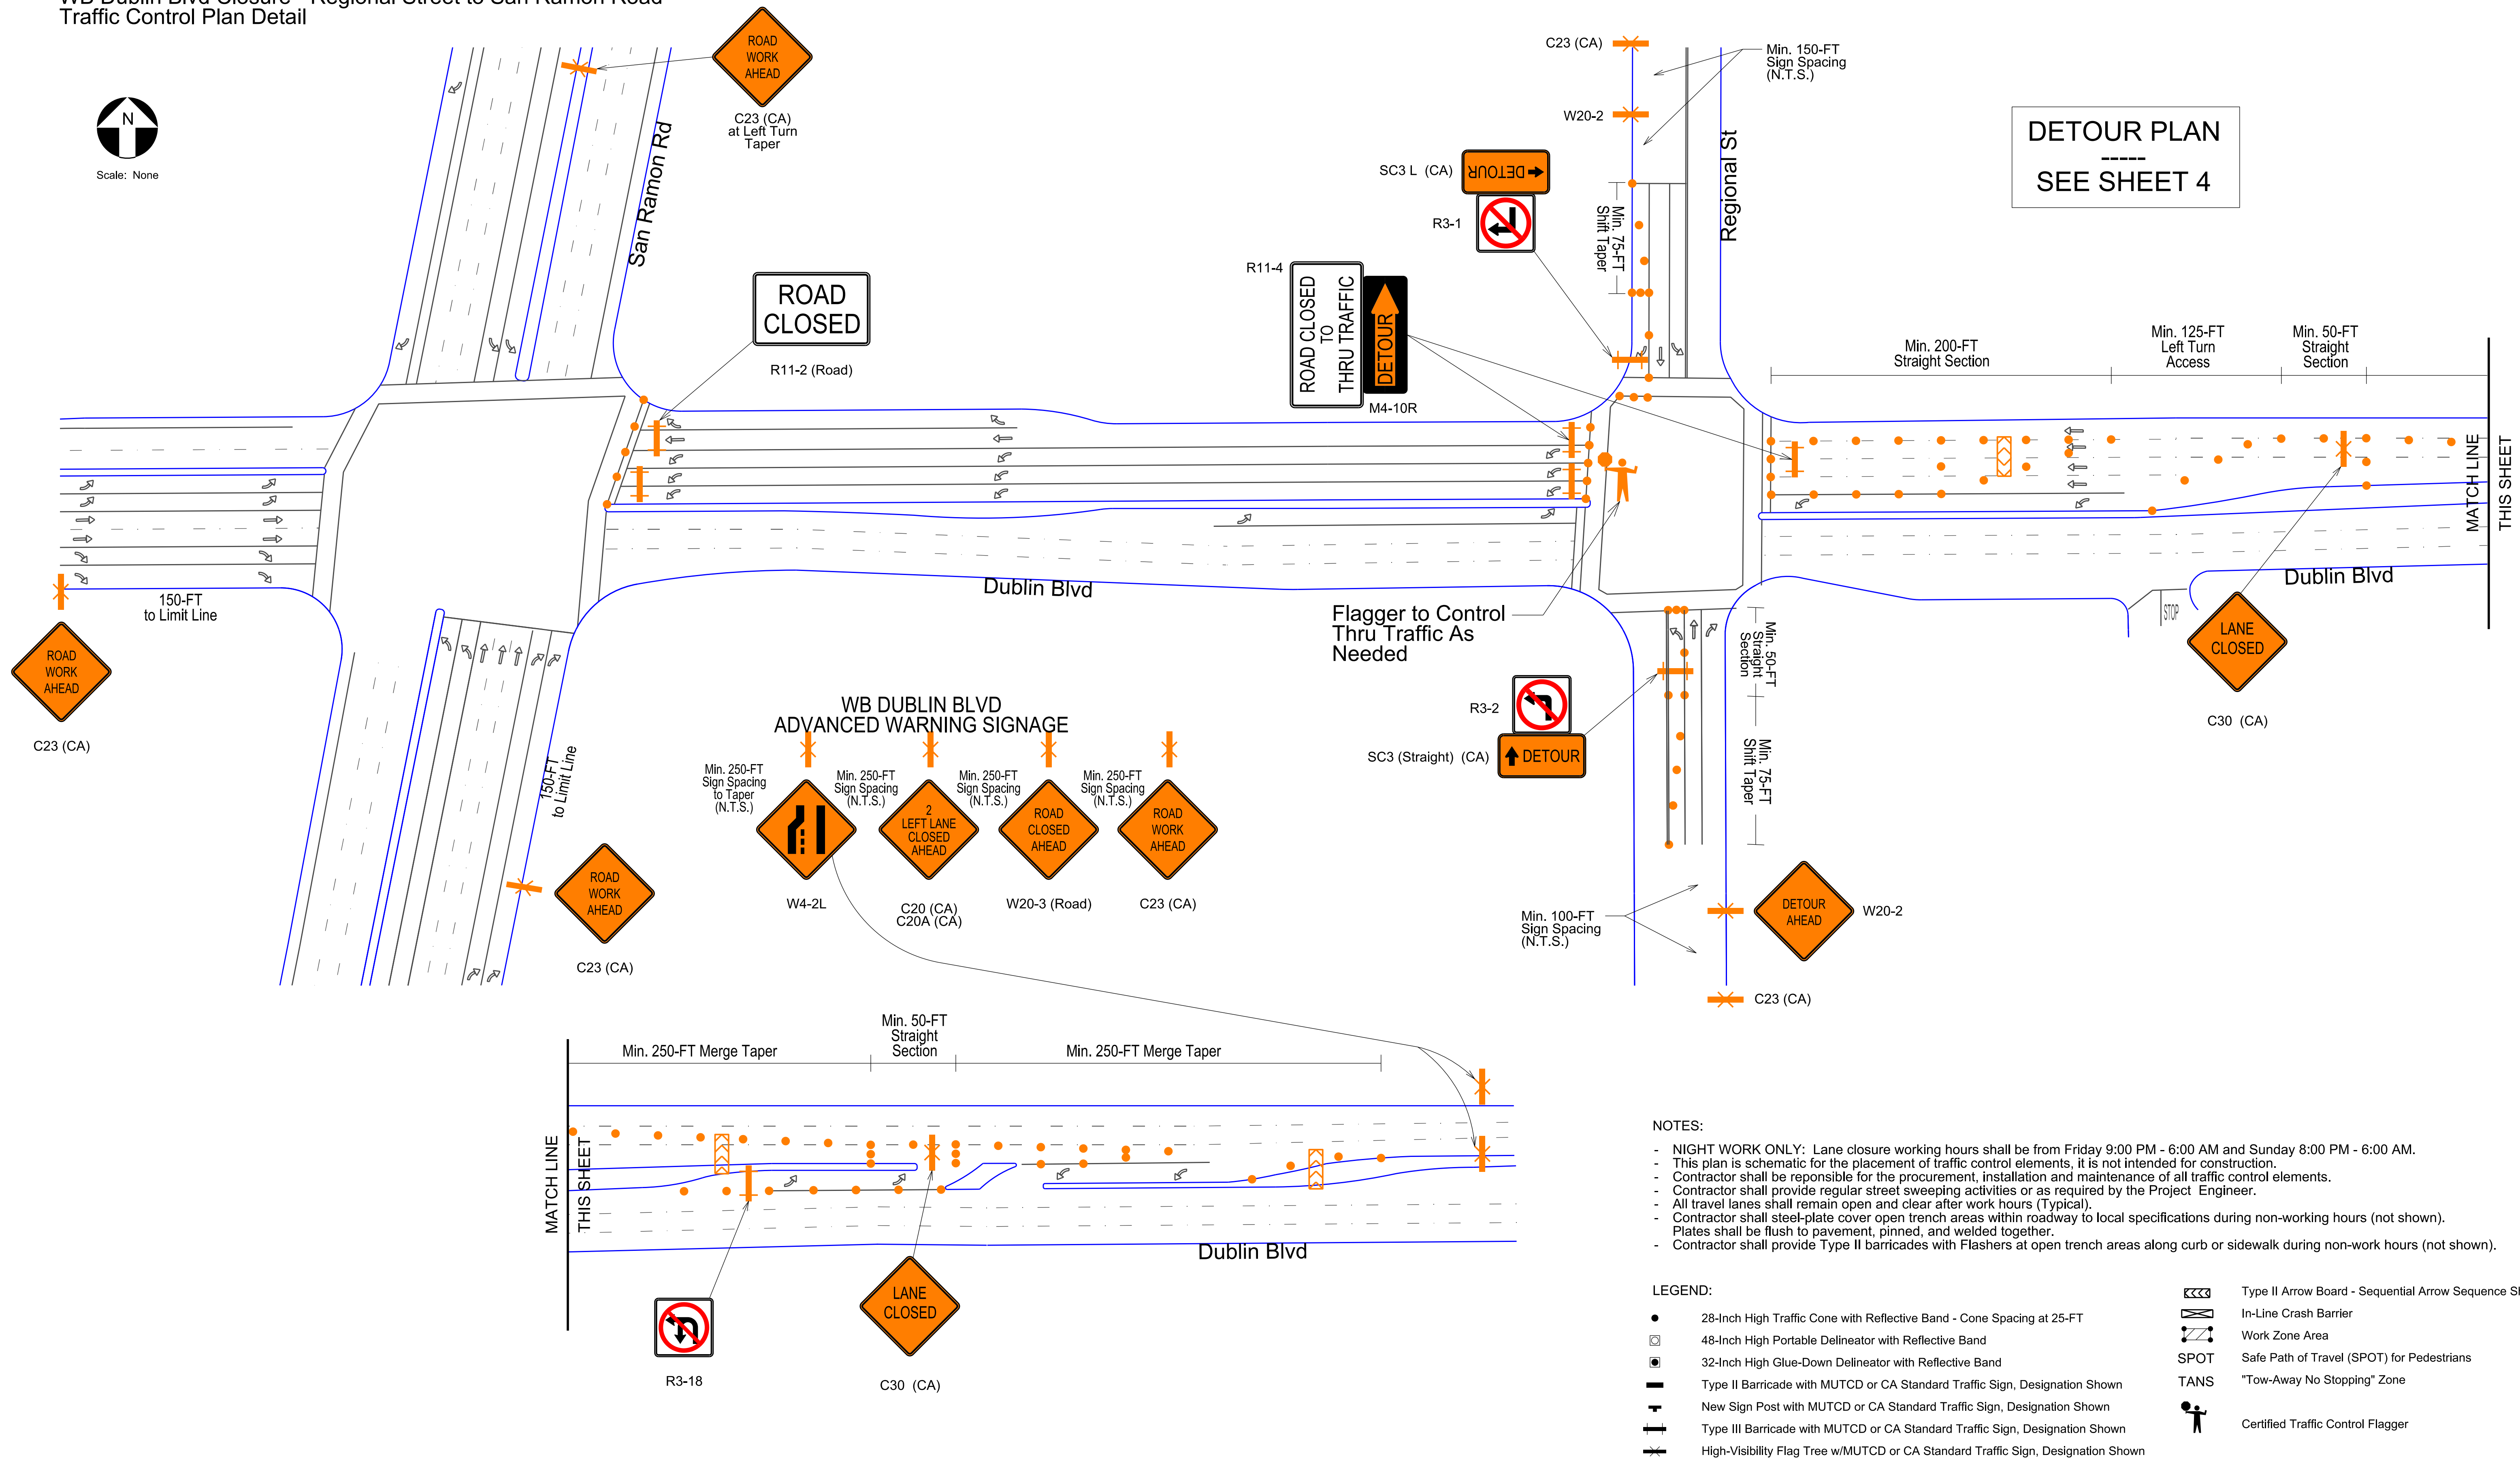 WB Dublin Blvd Closure - Regional Street to San Ramon Road
Traffic Control Plan Detail
N
Scale: None
ROAD
WORK
AHEAD
C23 (CA)
at Left Turn
Taper
San Ramon Rd
ROAD
CLOSED
R11-2 (Road)
C23 (CA)
W20-2
Min. 150-FT
Sign Spacing
(N.T.S.)
SC3 L (CA)
DETOUR
R3-1
Min. 75-FT
Shift Taper
Regional St
R11-4
ROAD CLOSED
TO
THRU TRAFFIC
DETOUR
M4-10R
DETOUR PLAN
-----
SEE SHEET 4
Min. 200-FT
Straight Section
Min. 125-FT
Left Turn
Access
Min. 50-FT
Straight
Section
MATCH LINE
THIS SHEET
150-FT
to Limit Line
ROAD
WORK
AHEAD
C23 (CA)
Dublin Blvd
Dublin Blvd
STOP
LANE
CLOSED
C30 (CA)
Flagger to Control
Thru Traffic As
Needed
Min. 50-FT
Straight
Section
R3-2
SC3 (Straight) (CA)
DETOUR
Min. 75-FT
Shift Taper
150-FT
to Limit Line
ROAD
WORK
AHEAD
C23 (CA)
WB DUBLIN BLVD
ADVANCED WARNING SIGNAGE
Min. 250-FT
Sign Spacing
to Taper
(N.T.S.)
Min. 250-FT
Sign Spacing
(N.T.S.)
Min. 250-FT
Sign Spacing
(N.T.S.)
Min. 250-FT
Sign Spacing
(N.T.S.)
2
LEFT LANE
CLOSED
AHEAD
ROAD
CLOSED
AHEAD
ROAD
WORK
AHEAD
W4-2L
C20 (CA)
C20A (CA)
W20-3 (Road)
C23 (CA)
Min. 100-FT
Sign Spacing
(N.T.S.)
DETOUR
AHEAD
W20-2
C23 (CA)
Min. 250-FT Merge Taper
Min. 50-FT
Straight
Section
Min. 250-FT Merge Taper
MATCH LINE
THIS SHEET
Dublin Blvd
R3-18
LANE
CLOSED
C30 (CA)
NOTES:
- NIGHT WORK ONLY: Lane closure working hours shall be from Friday 9:00 PM - 6:00 AM and Sunday 8:00 PM - 6:00 AM.
- This plan is schematic for the placement of traffic control elements, it is not intended for construction.
- Contractor shall be reponsible for the procurement, installation and maintenance of all traffic control elements.
- Contractor shall provide regular street sweeping activities or as required by the Project Engineer.
- All travel lanes shall remain open and clear after work hours (Typical).
- Contractor shall steel-plate cover open trench areas within roadway to local specifications during non-working hours (not shown).
Plates shall be flush to pavement, pinned, and welded together.
- Contractor shall provide Type II barricades with Flashers at open trench areas along curb or sidewalk during non-work hours (not shown).
LEGEND:
28-Inch High Traffic Cone with Reflective Band - Cone Spacing at 25-FT
48-Inch High Portable Delineator with Reflective Band
32-Inch High Glue-Down Delineator with Reflective Band
Type II Barricade with MUTCD or CA Standard Traffic Sign, Designation Shown
New Sign Post with MUTCD or CA Standard Traffic Sign, Designation Shown
Type III Barricade with MUTCD or CA Standard Traffic Sign, Designation Shown
High-Visibility Flag Tree w/MUTCD or CA Standard Traffic Sign, Designation Shown
Type II Arrow Board - Sequential Arrow Sequence
In-Line Crash Barrier
Work Zone Area
SPOT Safe Path of Travel (SPOT) for Pedestrians
TANS "Tow-Away No Stopping" Zone
Certified Traffic Control Flagger